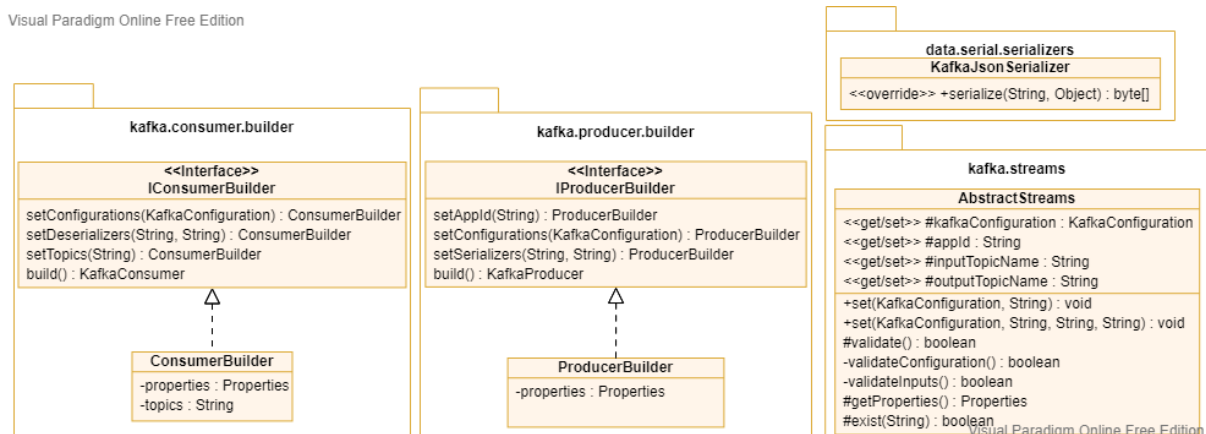 Visual Paradigm Online Free Edition
kafka.consumer.builder
<<Interface>>
IConsumerBuilder
setConfigurations(KafkaConfiguration) : ConsumerBuilder
setDeserializers(String, String) : ConsumerBuilder
setTopics(String) : ConsumerBuilder
build() : KafkaConsumer
ConsumerBuilder
-properties : Properties
-topics : String
kafka.producer.builder
<<Interface>>
IProducerBuilder
setAppId(String) : ProducerBuilder
setConfigurations(KafkaConfiguration) : ProducerBuilder
setSerializers(String, String) : ProducerBuilder
build() : KafkaProducer
ProducerBuilder
-properties : Properties
data.serial.serializers
KafkaJsonSerializer
<<override>> +serialize(String, Object) : byte[]
kafka.streams
AbstractStreams
<<get/set>> #kafkaConfiguration : KafkaConfiguration
<<get/set>> #appId : String
<<get/set>> #inputTopicName : String
<<get/set>> #outputTopicName : String
+set(KafkaConfiguration, String) : void
+set(KafkaConfiguration, String, String, String) : void
#validate() : boolean
-validateConfiguration() : boolean
-validateInputs() : boolean
#getProperties() : Properties
#exist(String) : boolean
Visual Paradigm Online Free Edition